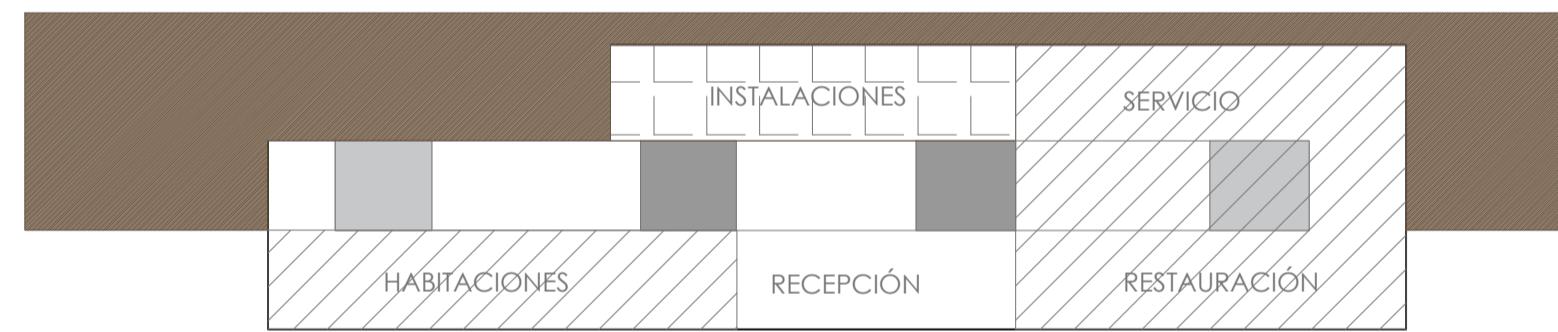 INSTALACIONES
SERVICIO
HABITACIONES
RECEPCIÓN
RESTAURACIÓN